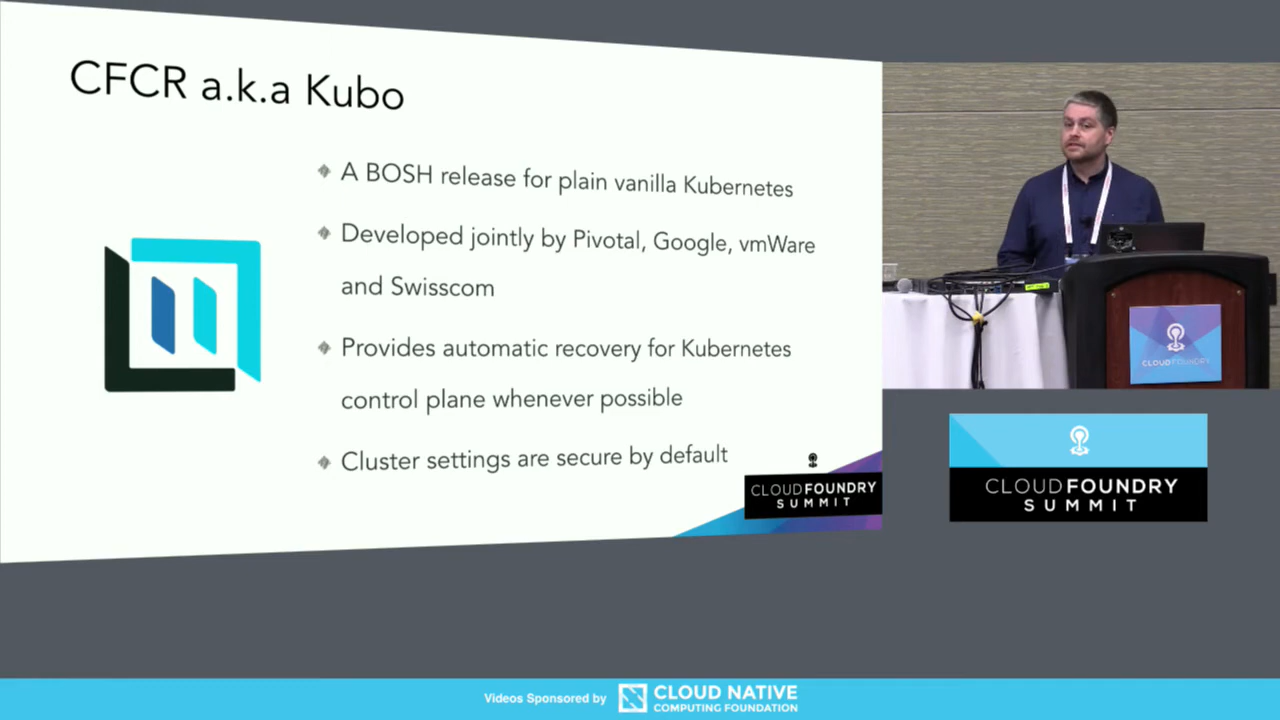 CFCR a.k.a Kubo
A BOSH release for plain vanilla Kubernetes
Developed jointly by Pivotal, Google, vmWare
and Swisscom
Provides automatic recovery for Kubernetes
control plane whenever possible
Cluster settings are secure by default
CLOUDFOUNDRY
SUMMIT
CLOUDFOUNDRY
CLOUDFOUNDRY
SUMMIT
Videos Sponsored by
CLOUD NATIVE
COMPUTING FOUNDATION